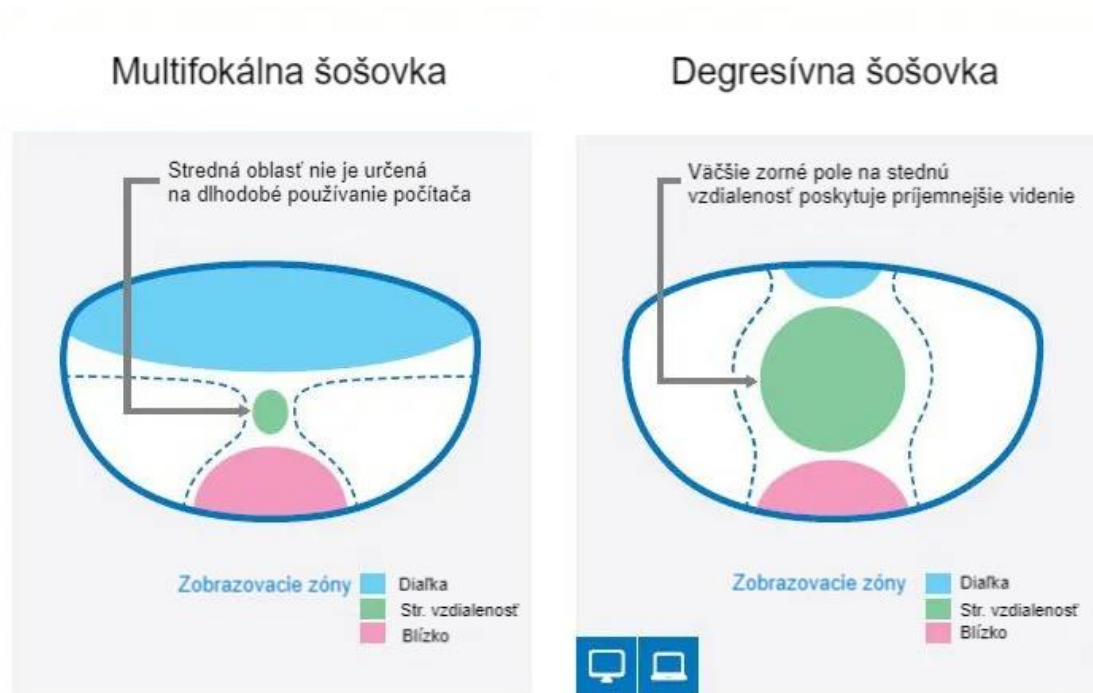 Multifokálna šošovka
Stredná oblasť nie je určená
na dlhodobé používanie počítača
Zobrazovacie zóny
Diaľka
Str. vzdialenosť
Blízko
Degresívna šošovka
Väčšie zorné pole na stednú
vzdialenosť poskytuje príjemnejšie videnie
Zobrazovacie zóny
Diaľka
Str. vzdialenosť
Blízko